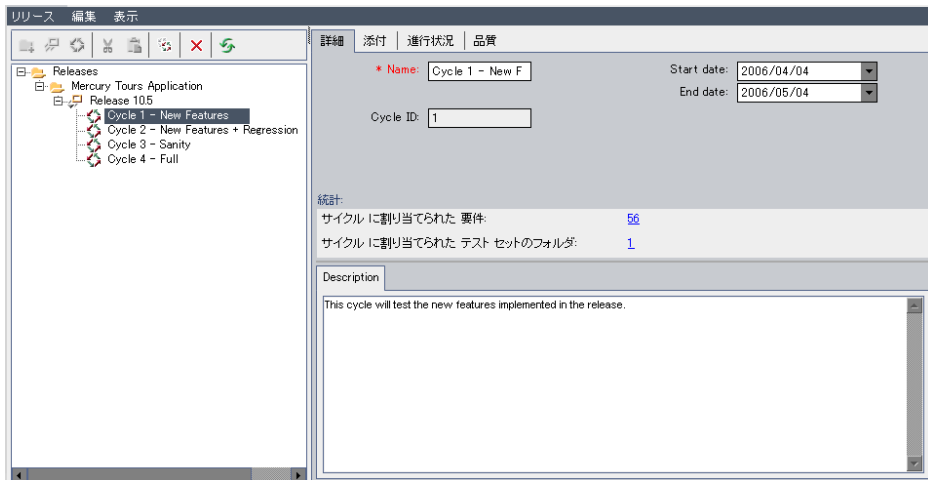 リリース 編集 表示
Releases
Mercury Tours Application
Release 10.5
Cycle 1 - New Features
Cycle 2 - New Features + Regression
Cycle 3 - Sanity
Cycle 4 - Full
詳細 添付 進行状況 品質
* Name: Cycle 1 - New F
Start date: 2006/04/04
End date: 2006/05/04
Cycle ID: 1
統計:
サイクル に割り当てられた 要件: 56
サイクル に割り当てられた テスト セットのフォルダ: 1
Description
This cycle will test the new features implemented in the release.